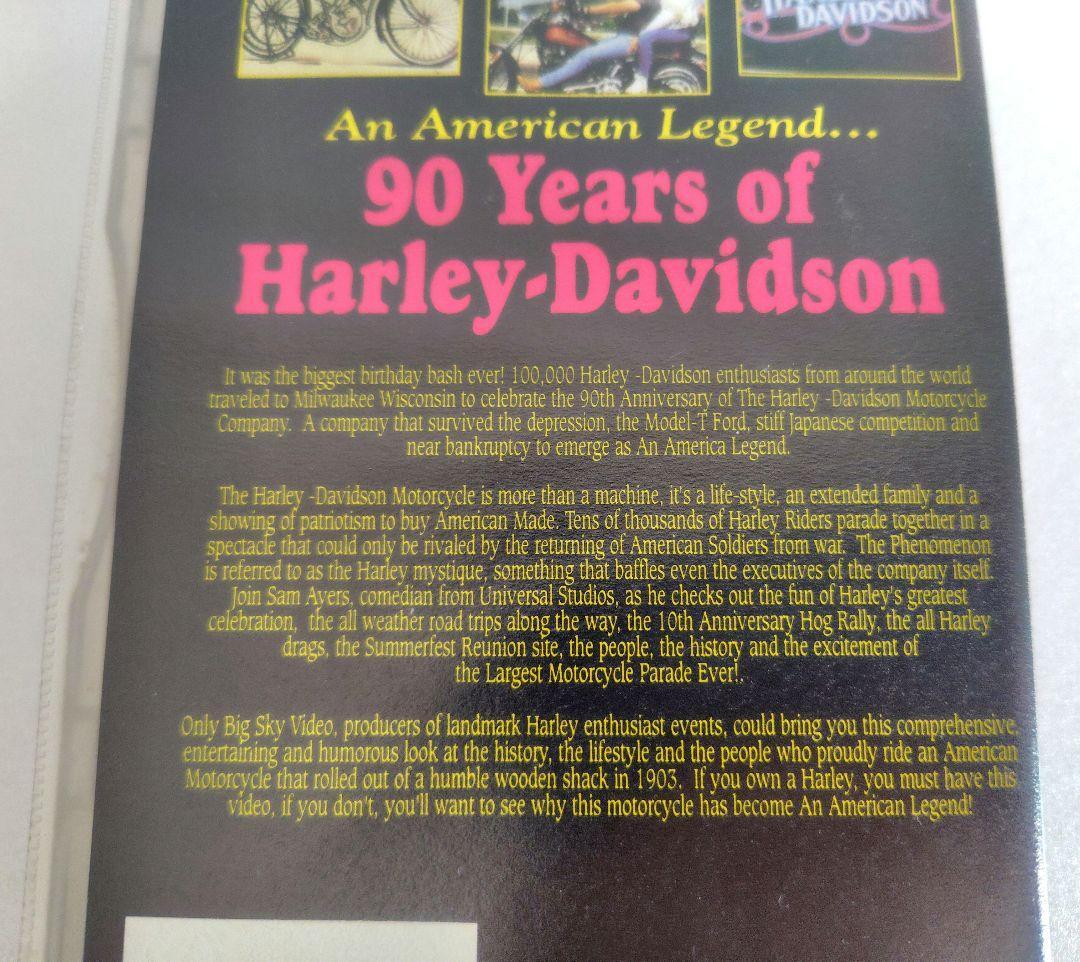 DAVIDSON
An American Legend...
90 Years of
Harley-Davidson
It was the biggest birthday bash ever! 100,000 Harley -Davidson enthusiasts from around the world
traveled to Milwaukee Wisconsin to celebrate the 90th Anniversary of The Harley -Davidson Motorcycle
Company. A company that survived the depression, the Model-T Ford, stiff Japanese competition and
near bankruptcy to emerge as An America Legend.
The Harley -Davidson Motorcycle is more than a machine, it's a life-style, an extended family and a
showing of patriotism to buy American Made. Tens of thousands of Harley Riders parade together in a
spectacle that could only be rivaled by the returning of American Soldiers from war. The Phenomenon
is referred to as the Harley mystique, something that baffles even the executives of the company itself.
Join Sam Ayers, comedian from Universal Studios, as he checks out the fun of Harley's greatest
celebration, the all weather road trips along the way, the 10th Anniversary Hog Rally, the all Harley
drags, the Summerfest Reunion site, the people, the history and the excitement of
the Largest Motorcycle Parade Ever!.
Only Big Sky Video, producers of landmark Harley enthusiast events, could bring you this comprehensive,
entertaining and humorous look at the history, the lifestyle and the people who proudly ride an American
Motorcycle that rolled out of a humble wooden shack in 1903. If you own a Harley, you must have this
video, if you don't, you'll want to see why this motorcycle has become An American Legend!